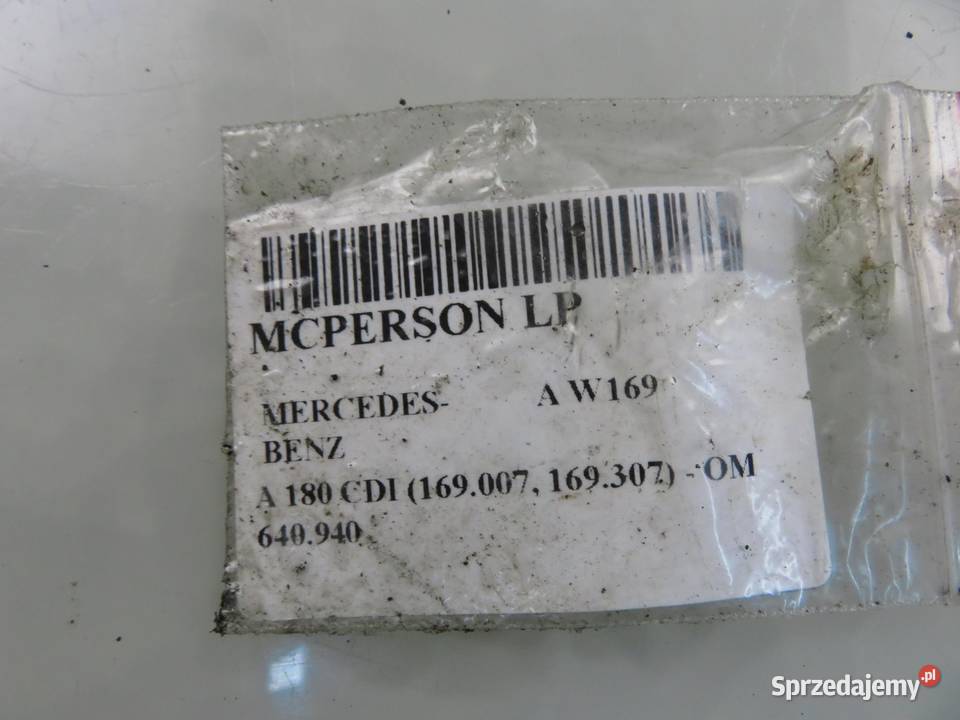 MCPERSON LP
MERCEDES-BENZ A W169
A 180 CDI (169.007, 169.307) - OM
640.940
Sprzedajemy.pl